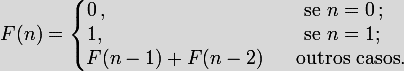 F(n) = { 0 , se n = 0 ;
1, se n = 1;
F(n − 1) + F(n − 2) outros casos.